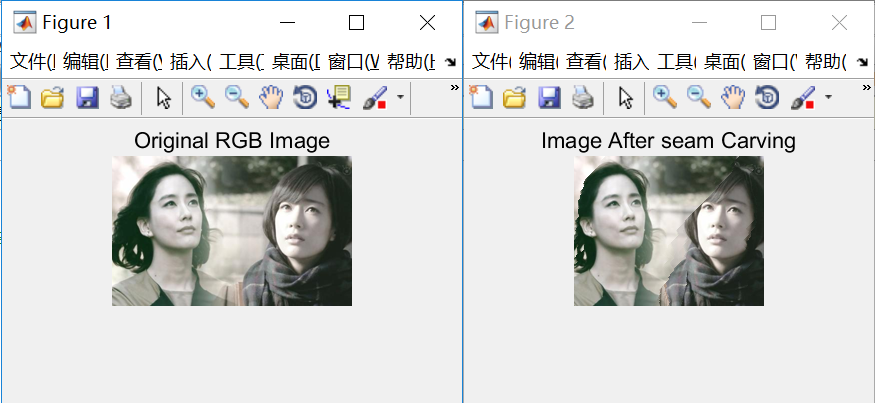 Figure 1
文件(F 编辑(E 查看(V 插入( 工具(T 桌面(D 窗口(W 帮助(H
Original RGB Image
Figure 2
文件( 编辑( 查看( 插入 工具( 桌面( 窗口( 帮助(
Image After seam Carving